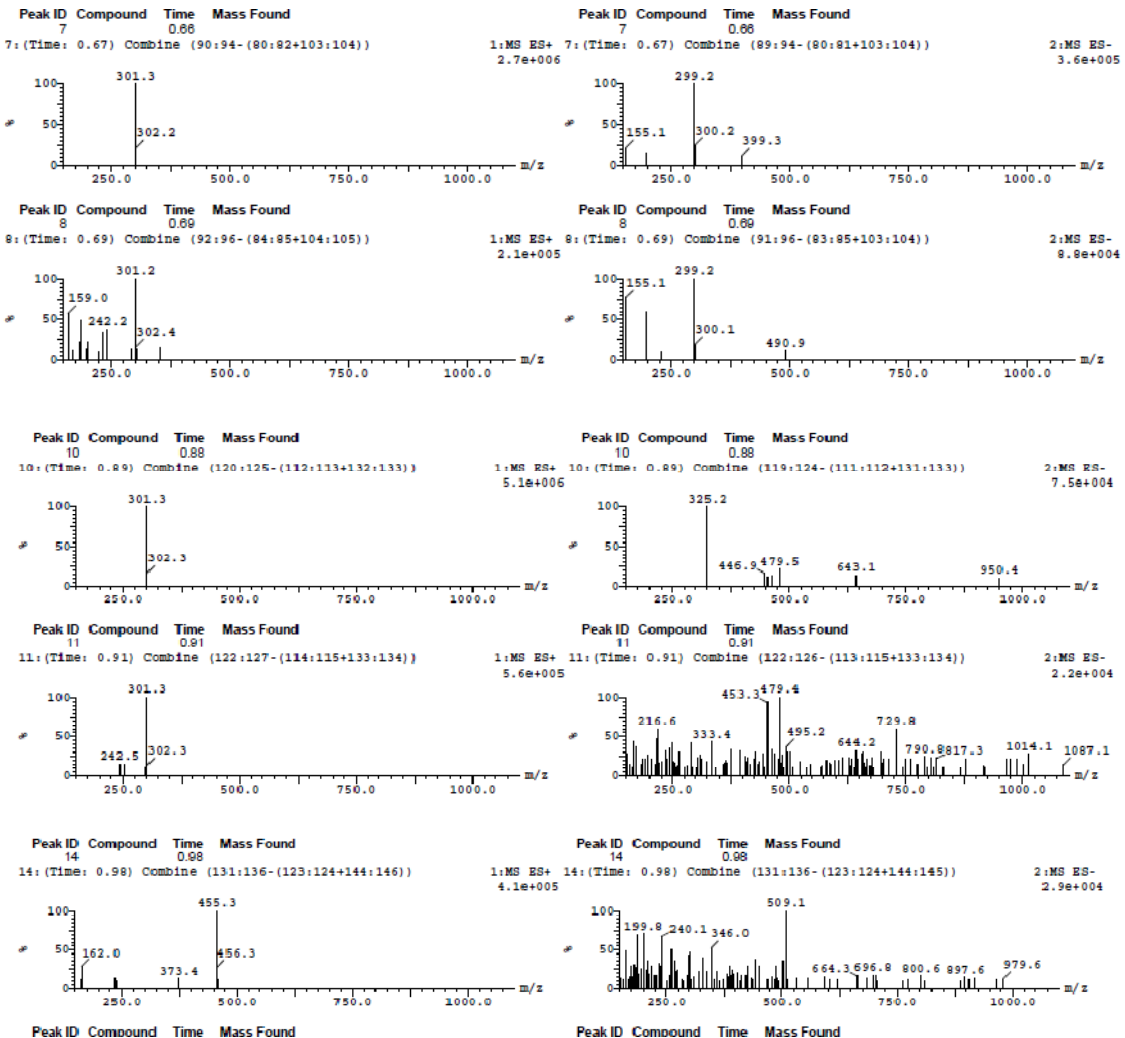 Peak ID Compound Time Mass Found
7 0.66
7:(Time: 0.67) Combine (90:94-(80:82+103:104)) 1:MS ES+
2.7e+006
100
301.3
%
50
302.2
0
m/z
250.0 500.0 750.0 1000.0
Peak ID Compound Time Mass Found
7 0.66
7:(Time: 0.67) Combine (89:94-(80:81+103:104)) 2:MS ES-
3.6e+005
100
299.2
%
50
155.1 300.2 399.3
0
m/z
250.0 500.0 750.0 1000.0
Peak ID Compound Time Mass Found
8 0.69
8:(Time: 0.69) Combine (92:96-(84:85+104:105)) 1:MS ES+
2.1e+005
100
301.2
159.0
%
50
242.2 302.4
0
m/z
250.0 500.0 750.0 1000.0
Peak ID Compound Time Mass Found
8 0.69
8:(Time: 0.69) Combine (91:96-(83:85+103:104)) 2:MS ES-
8.8e+004
100
299.2
155.1
%
50
300.1 490.9
0
m/z
250.0 500.0 750.0 1000.0
Peak ID Compound Time Mass Found
10 0.88
10:(Time: 0.89) Combine (120:125-(112:113+132:133)) 1:MS ES+
5.1e+006
100
301.3
%
50
302.3
0
m/z
250.0 500.0 750.0 1000.0
Peak ID Compound Time Mass Found
10 0.88
10:(Time: 0.89) Combine (119:124-(111:112+131:133)) 2:MS ES-
7.5e+004
100
325.2
%
50
446.9 479.5 643.1 950.4
0
m/z
250.0 500.0 750.0 1000.0
Peak ID Compound Time Mass Found
11 0.91
11:(Time: 0.91) Combine (122:127-(114:115+133:134)) 1:MS ES+
5.6e+005
100
301.3
%
50
242.5 302.3
0
m/z
250.0 500.0 750.0 1000.0
Peak ID Compound Time Mass Found
11 0.91
11:(Time: 0.91) Combine (122:126-(113:115+133:134)) 2:MS ES-
2.2e+004
100
453.3 479.4
216.6 729.8
%
50
333.4 495.2 644.2 790.8 817.3 1014.1 1087.1
0
m/z
250.0 500.0 750.0 1000.0
Peak ID Compound Time Mass Found
14 0.98
14:(Time: 0.98) Combine (131:136-(123:124+144:146)) 1:MS ES+
4.1e+005
100
455.3
%
50
162.0 373.4 456.3
0
m/z
250.0 500.0 750.0 1000.0
Peak ID Compound Time Mass Found
14 0.98
14:(Time: 0.98) Combine (131:136-(123:124+144:145)) 2:MS ES-
2.9e+004
100
509.1
199.8 240.1 346.0
%
50
664.3 696.8 800.6 897.6 979.6
0
m/z
250.0 500.0 750.0 1000.0
Peak ID Compound Time Mass Found
Peak ID Compound Time Mass Found